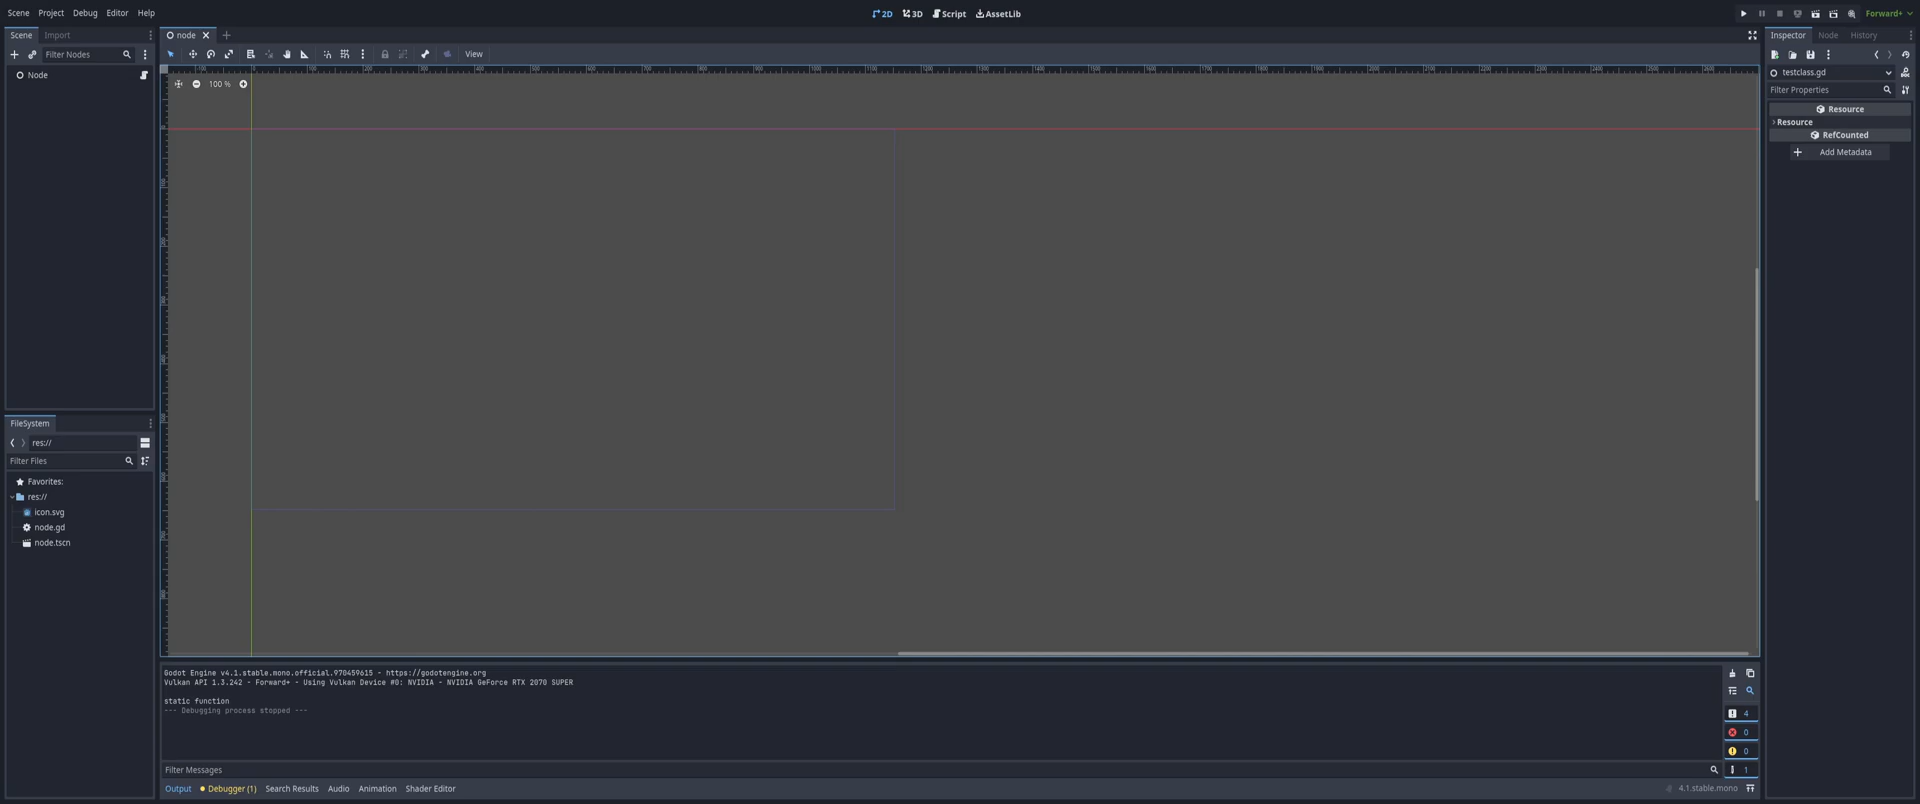 Scene Project Debug Editor Help
2D 3D Script AssetLib
Forward+
Scene Import
Filter Nodes
Node
node
View
100 %
FileSystem
res://
Filter Files
Favorites:
res://
icon.svg
node.gd
node.tscn
Godot Engine v4.1.stable.mono.official.970459615 - https://godotengine.org
Vulkan API 1.3.242 - Forward+ - Using Vulkan Device #0: NVIDIA - NVIDIA GeForce RTX 2070 SUPER
static function
--- Debugging process stopped ---
4
0
0
1
Filter Messages
Output Debugger (1) Search Results Audio Animation Shader Editor
4.1.stable.mono
Inspector Node History
testclass.gd
Filter Properties
Resource
Resource
RefCounted
Add Metadata